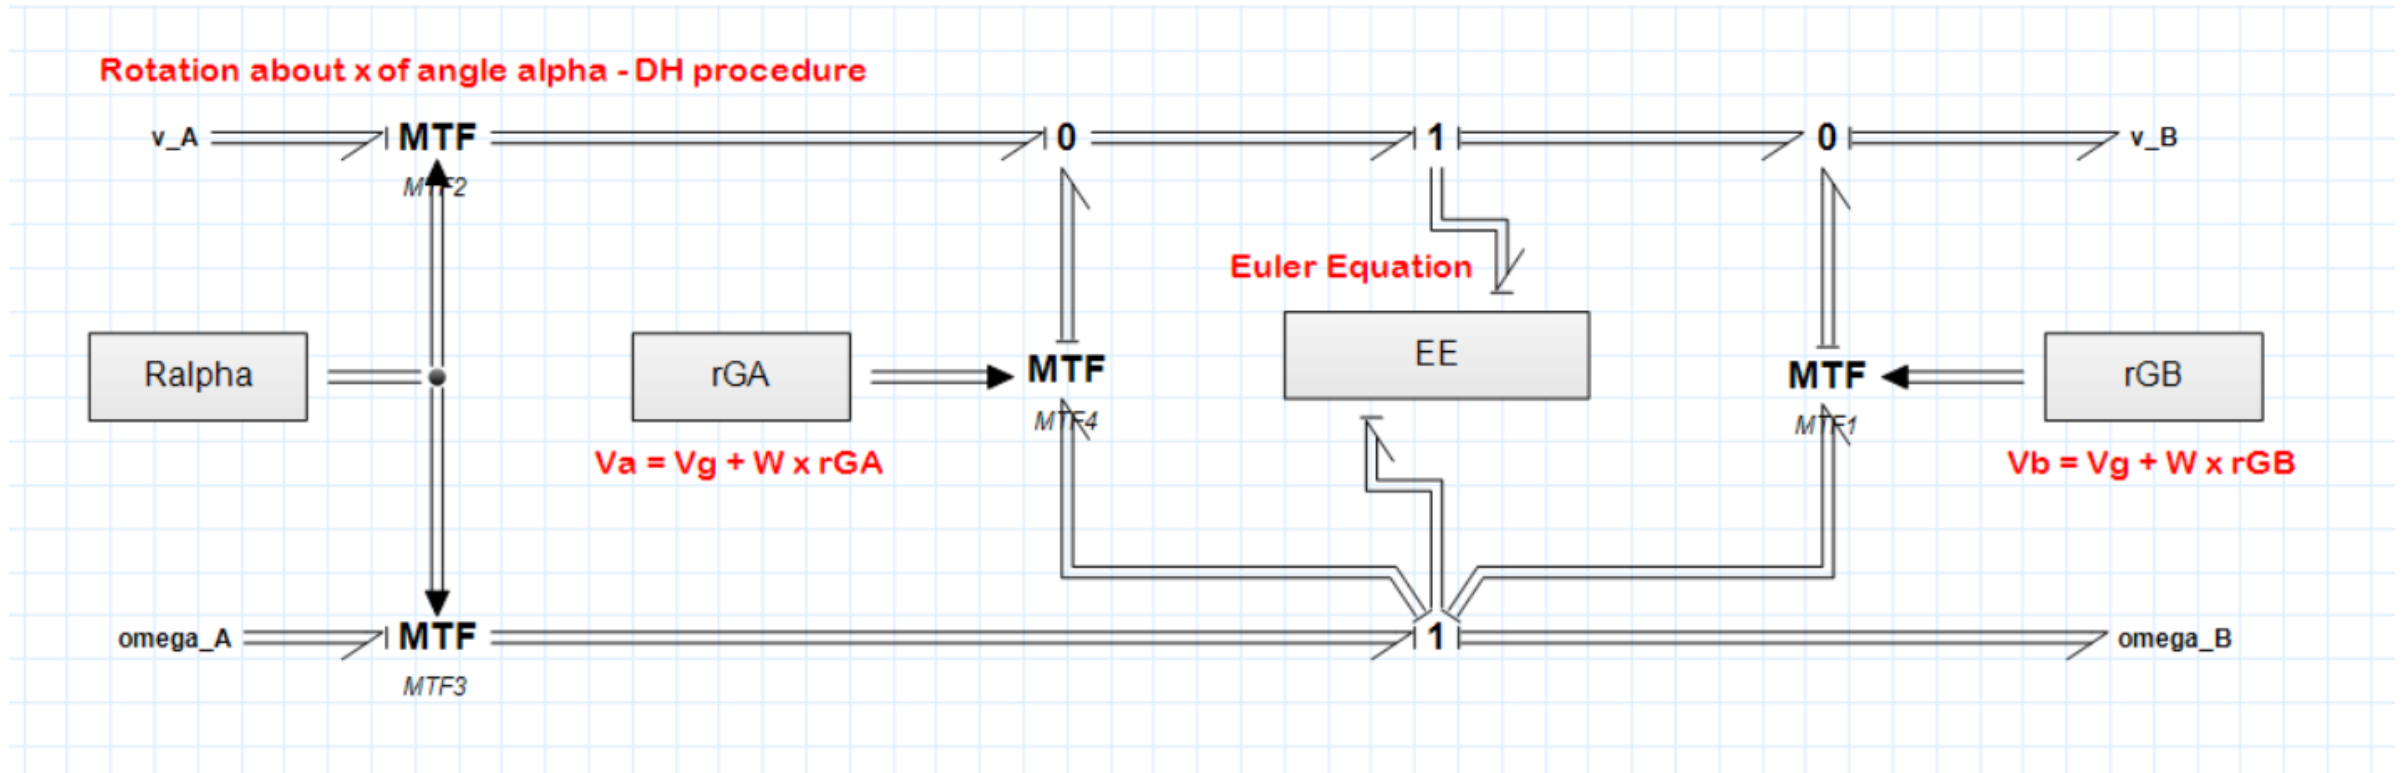 Rotation about x of angle alpha - DH procedure
v_A MTF 0 1 0 v_B
MTF2
Euler Equation
Ralpha rGA MTF EE MTF rGB
MTF4 MTF1
Va = Vg + W x rGA Vb = Vg + W x rGB
omega_A MTF 1 omega_B
MTF3